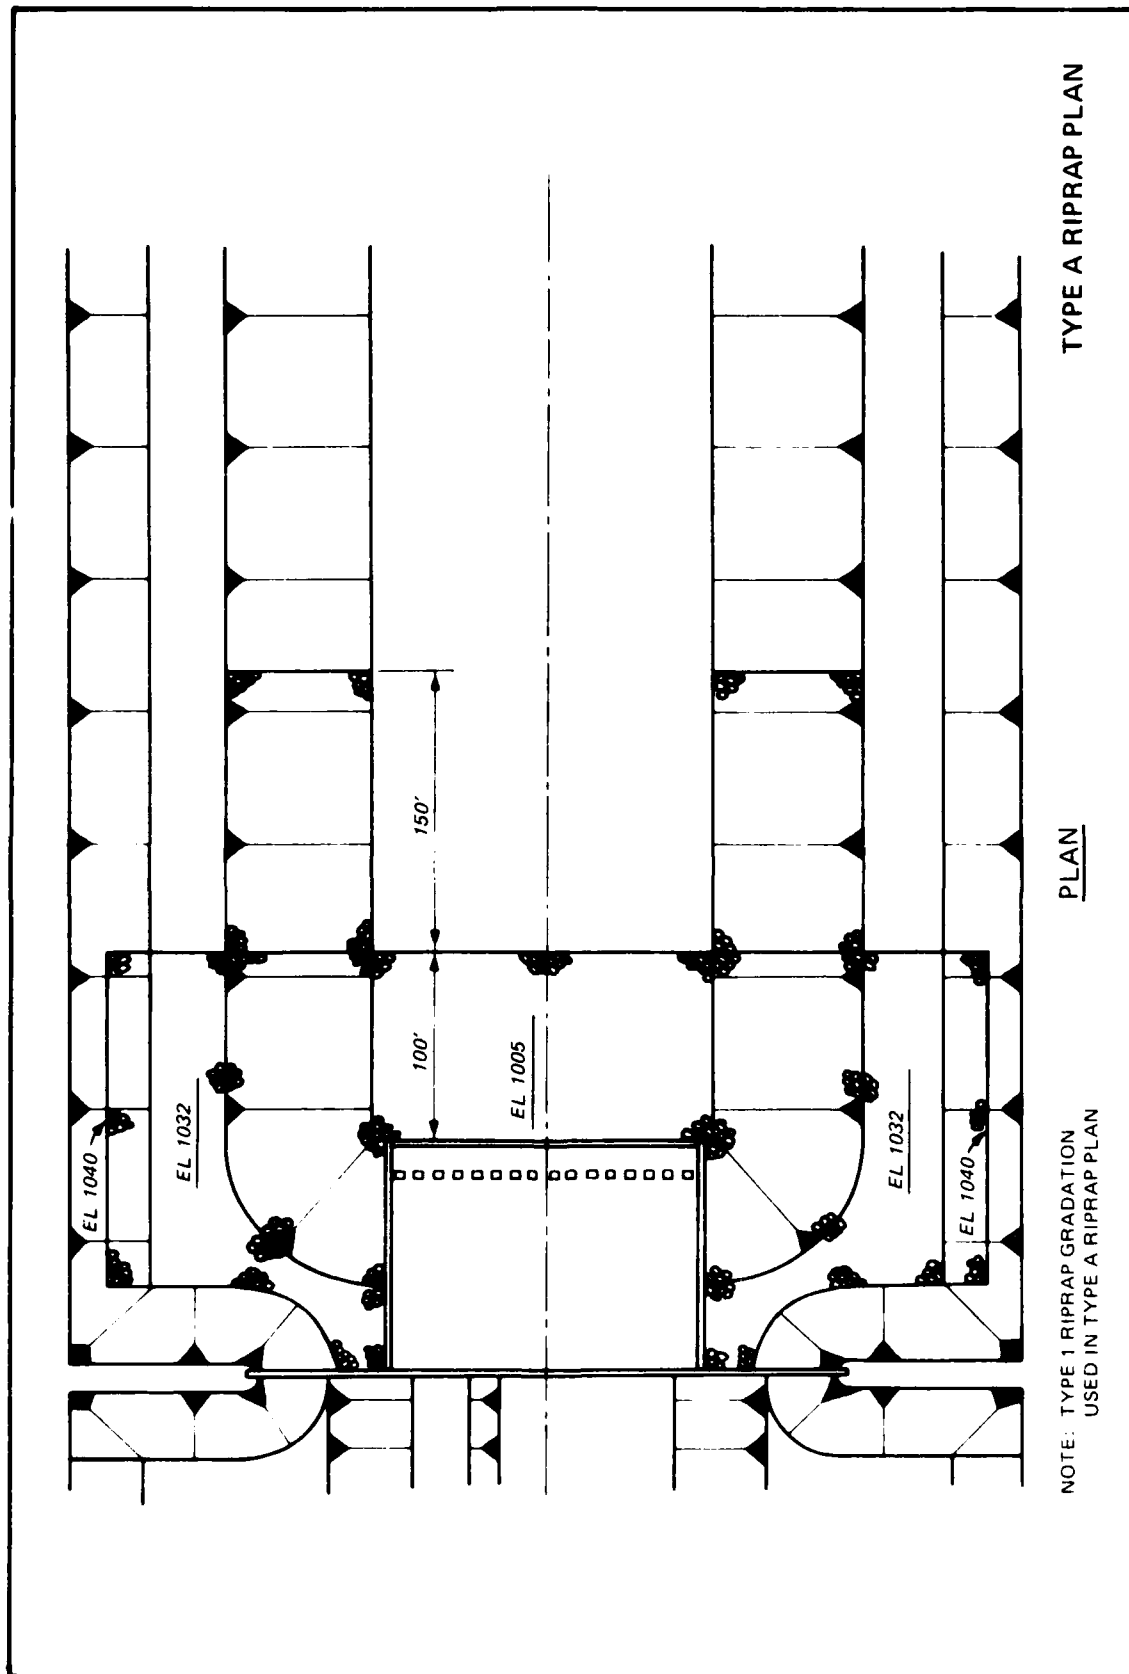 EL 1040
EL 1032
150'
100'
EL 1005
EL 1032
EL 1040
PLAN
NOTE: TYPE 1 RIPRAP GRADATION
USED IN TYPE A RIPRAP PLAN
TYPE A RIPRAP PLAN